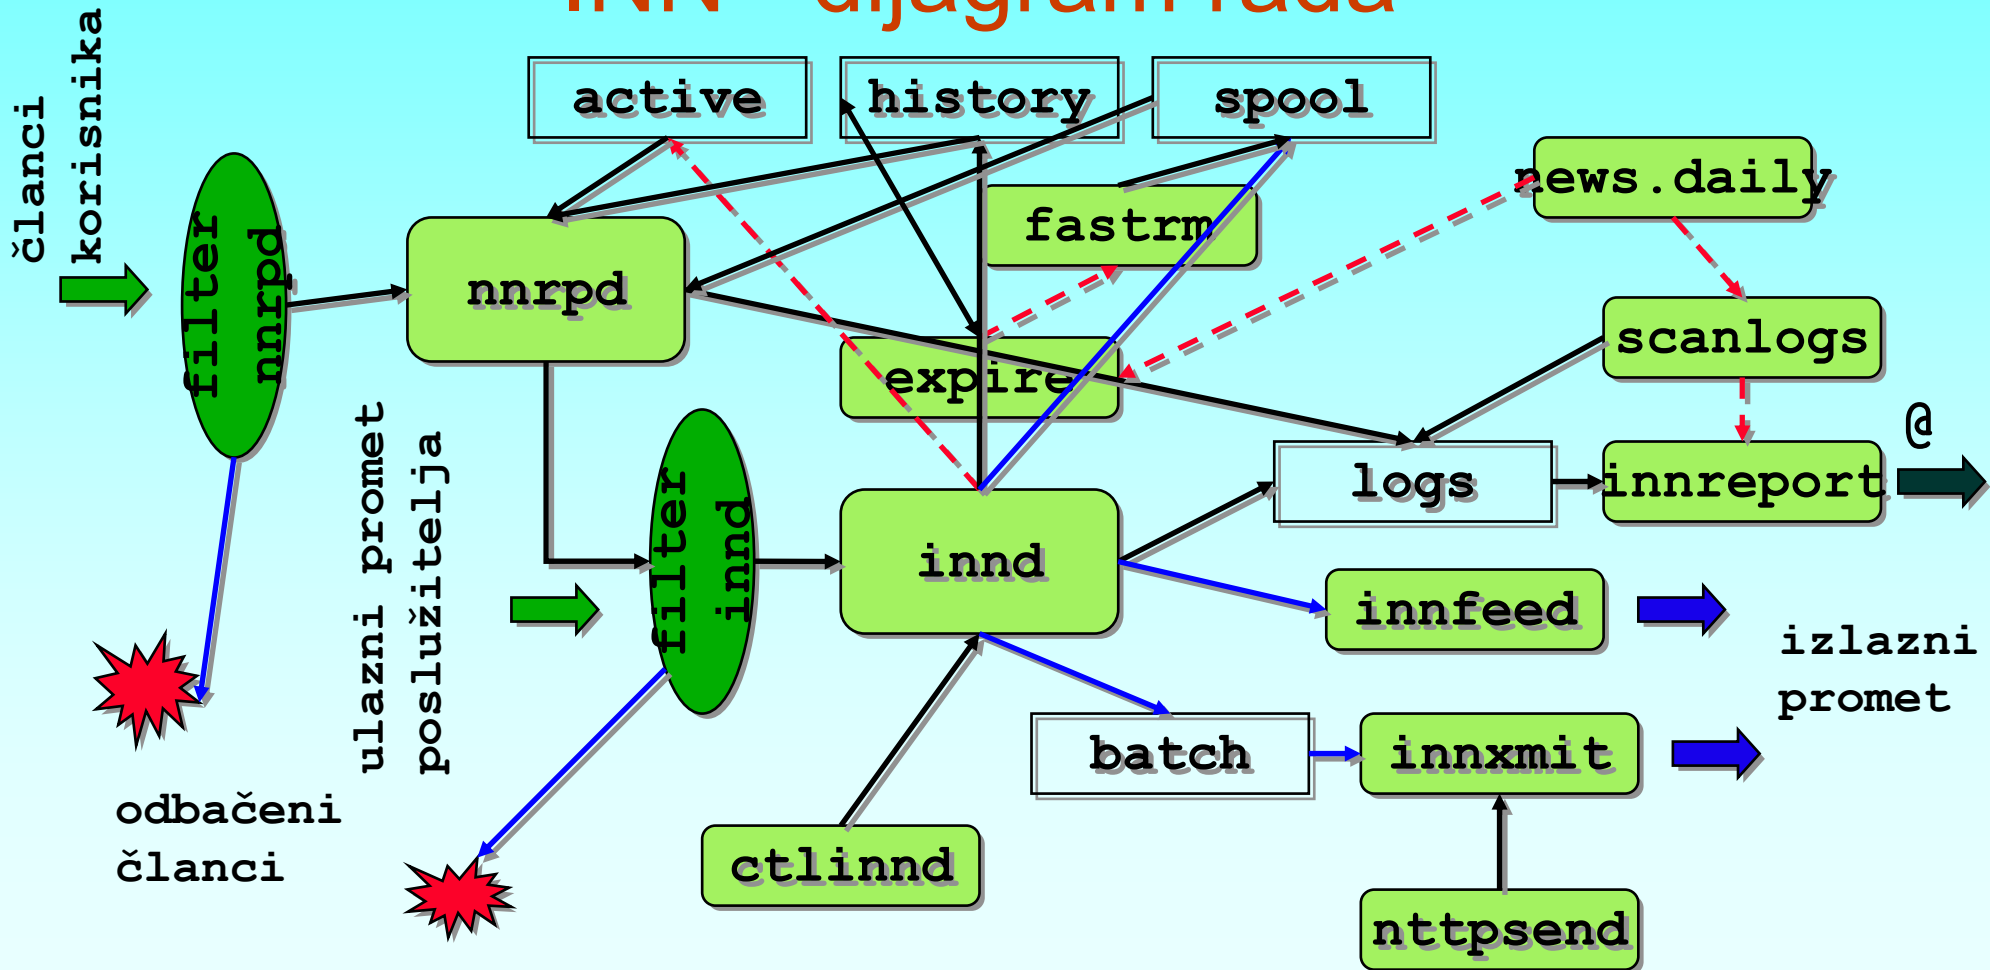 INN - dijagram rada
članci
korisnika
active
history
spool
news.daily
filter
nnrpd
nnrpd
fastrm
expire
scanlogs
@
ulazni promet
poslužitelja
filter
innd
innd
logs
innreport
innfeed
izlazni
promet
batch
innxmit
odbačeni
članci
ctlinnd
nttpsend